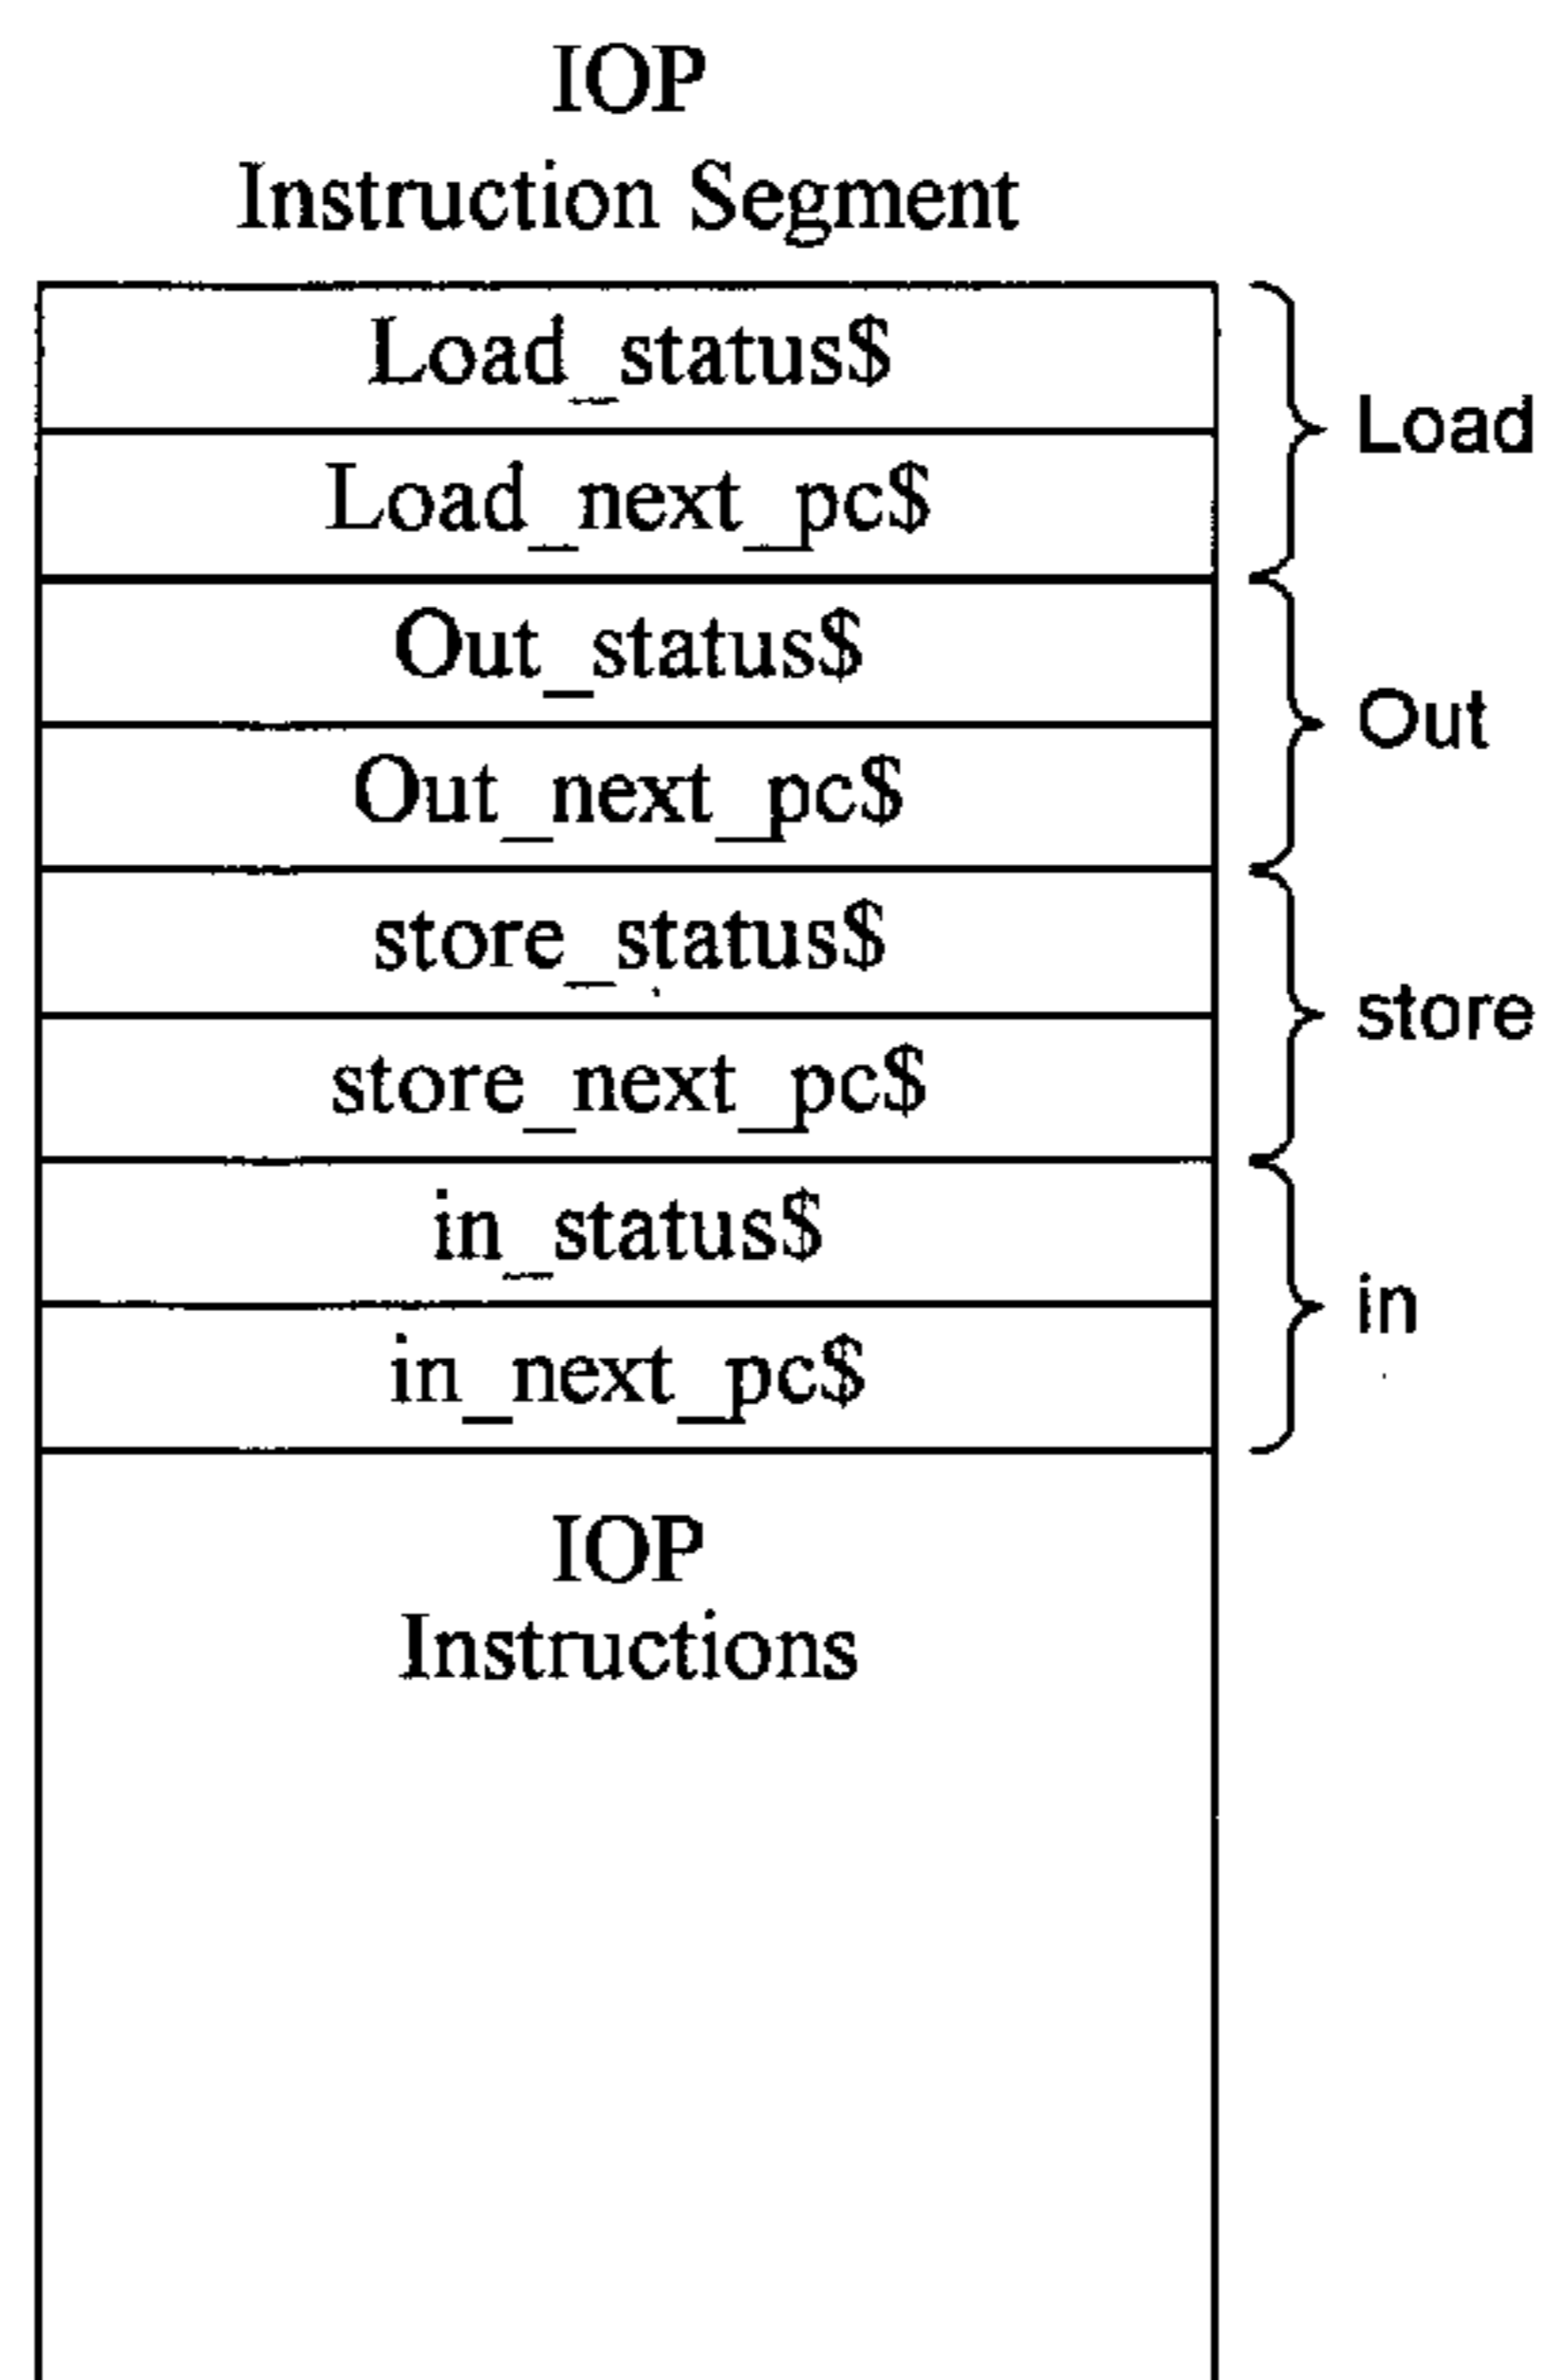 IOP
Instruction Segment
Load_status$
Load_next_pc$
Load
Out_status$
Out_next_pc$
Out
store_status$
store_next_pc$
store
in_status$
in_next_pc$
in
IOP
Instructions